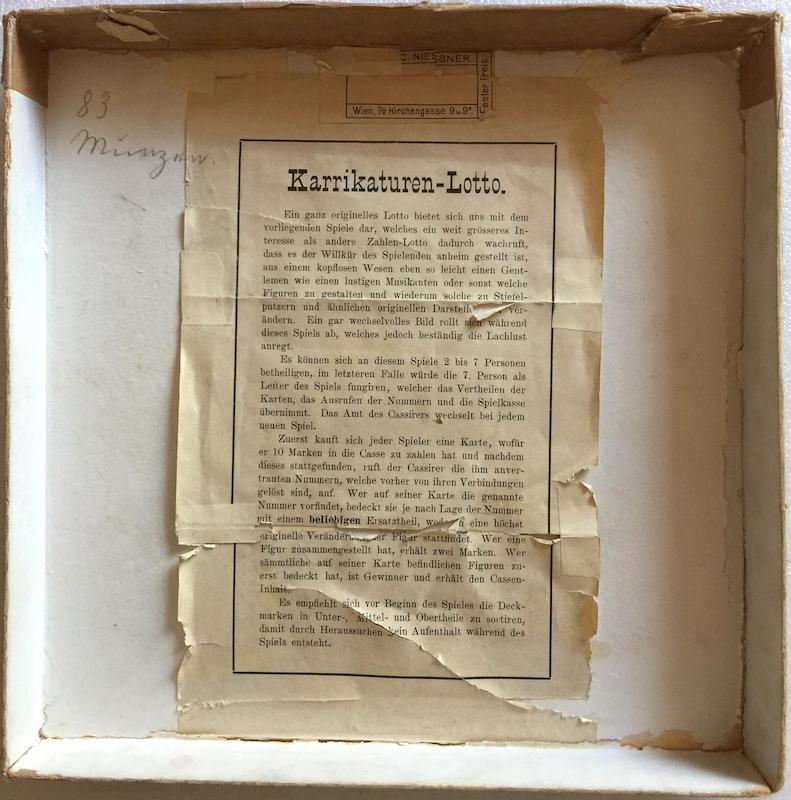 C. NIESSNER
Wien, 7/2 Kirchengasse 9 u. 9a.
Fester Preis.
83
Münzen.
Karrikaturen-Lotto.
Ein ganz originelles Lotto bietet sich uns mit dem
vorliegenden Spiele dar, welches ein weit grösseres In-
teresse als andere Zahlen-Lotto dadurch wachruft,
dass es der Willkür des Spielenden anheim gestellt ist,
aus einem kopflosen Wesen eben so leicht einen Gent-
lemen wie einen lustigen Musikanten oder sonst welche
Figuren zu gestalten und wiederum solche zu Stiefel-
putzern und ähnlichen originellen ver-
ändern. Ein gar wechselvolles Bild rollt sich während
dieses Spiels ab, welches jedoch beständig die Lachlust
anregt.
Es können sich an diesem Spiele 2 bis 7 Personen
betheiligen, im letzteren Falle würde die 7. Person als
Leiter des Spiels fungiren, welcher das Vertheilen der
Karten, das Ausrufen der Nummern und die Spielkasse
übernimmt. Das Amt des Cassirers wechselt bei jedem
neuen Spiel.
Zuerst kauft sich jeder Spieler eine Karte, wofür
er 10 Marken in die Casse zu zahlen hat und nachdem
dieses stattgefunden, ruft der Cassirer die ihm anver-
trauten Nummern, welche vorher von ihren Verbindungen
gelöst sind, auf. Wer auf seiner Karte die genannte
Nummer vorfindet, bedeckt sie je nach Lage der Nummer
mit einem beliebigen Ersatztheil, eine höchst
originelle der Figur stattfindet. Wer eine
Figur zusammengestellt hat, erhält zwei Marken. Wer
sämmtliche auf seiner Karte befindlichen Figuren zu-
erst bedeckt hat, ist Gewinner und erhält den Cassen-
Inhalt.
Es empfiehlt sich vor Beginn des Spieles die Deck-
marken in Unter-, Mittel- und Obertheile zu sortiren,
damit durch Heraussuchen kein Aufenthalt während des
Spiels entsteht.